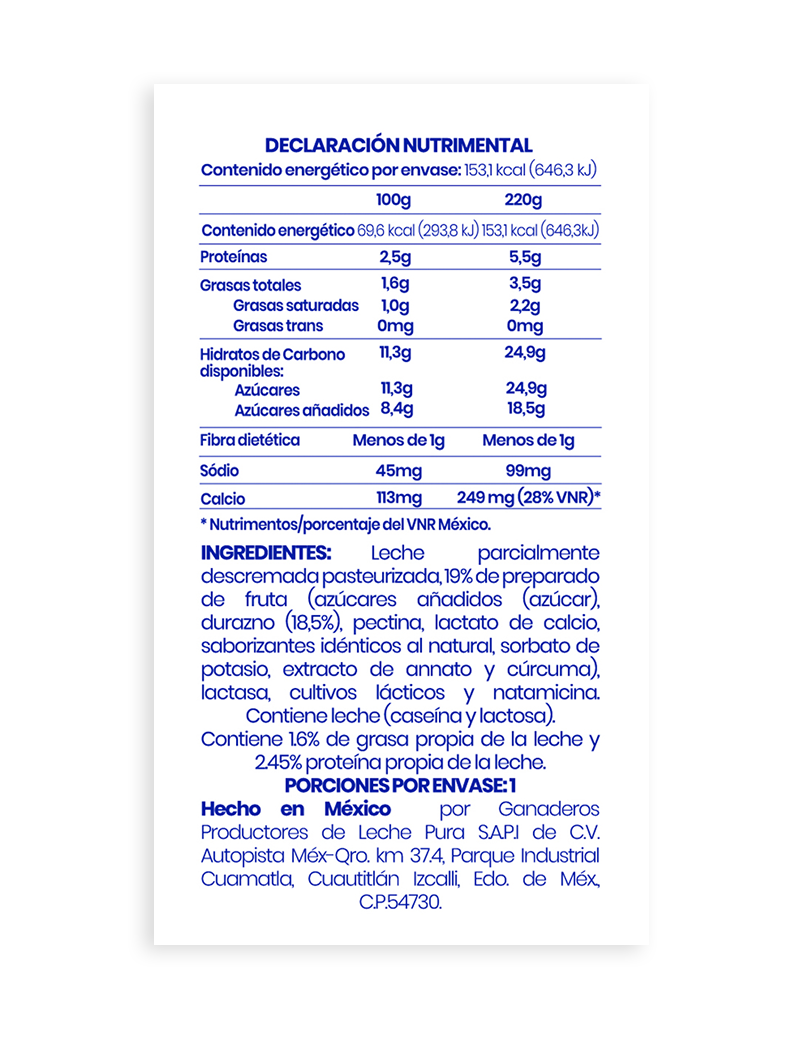 DECLARACIÓN NUTRIMENTAL
Contenido energético por envase: 153,1 kcal (646,3 kJ)
100g 220g
Contenido energético 69,6 kcal (293,8 kJ) 153,1 kcal (646,3kJ)
Proteínas 2,5g 5,5g
Grasas totales 1,6g 3,5g
Grasas saturadas 1,0g 2,2g
Grasas trans 0mg 0mg
Hidratos de Carbono 11,3g 24,9g
disponibles:
Azúcares 11,3g 24,9g
Azúcares añadidos 8,4g 18,5g
Fibra dietética Menos de 1g Menos de 1g
Sódio 45mg 99mg
Calcio 113mg 249 mg (28% VNR)*
* Nutrimentos/porcentaje del VNR México.
INGREDIENTES: Leche parcialmente
descremada pasteurizada, 19% de preparado
de fruta (azúcares añadidos (azúcar),
durazno (18,5%), pectina, lactato de calcio,
saborizantes idénticos al natural, sorbato de
potasio, extracto de annato y cúrcuma),
lactasa, cultivos lácticos y natamicina.
Contiene leche (caseína y lactosa).
Contiene 1.6% de grasa propia de la leche y
2.45% proteína propia de la leche.
PORCIONES POR ENVASE: 1
Hecho en México por Ganaderos
Productores de Leche Pura S.A.P.I de C.V.
Autopista Méx-Qro. km 37.4, Parque Industrial
Cuamatla, Cuautitlán Izcalli, Edo. de Méx.,
C.P.54730.